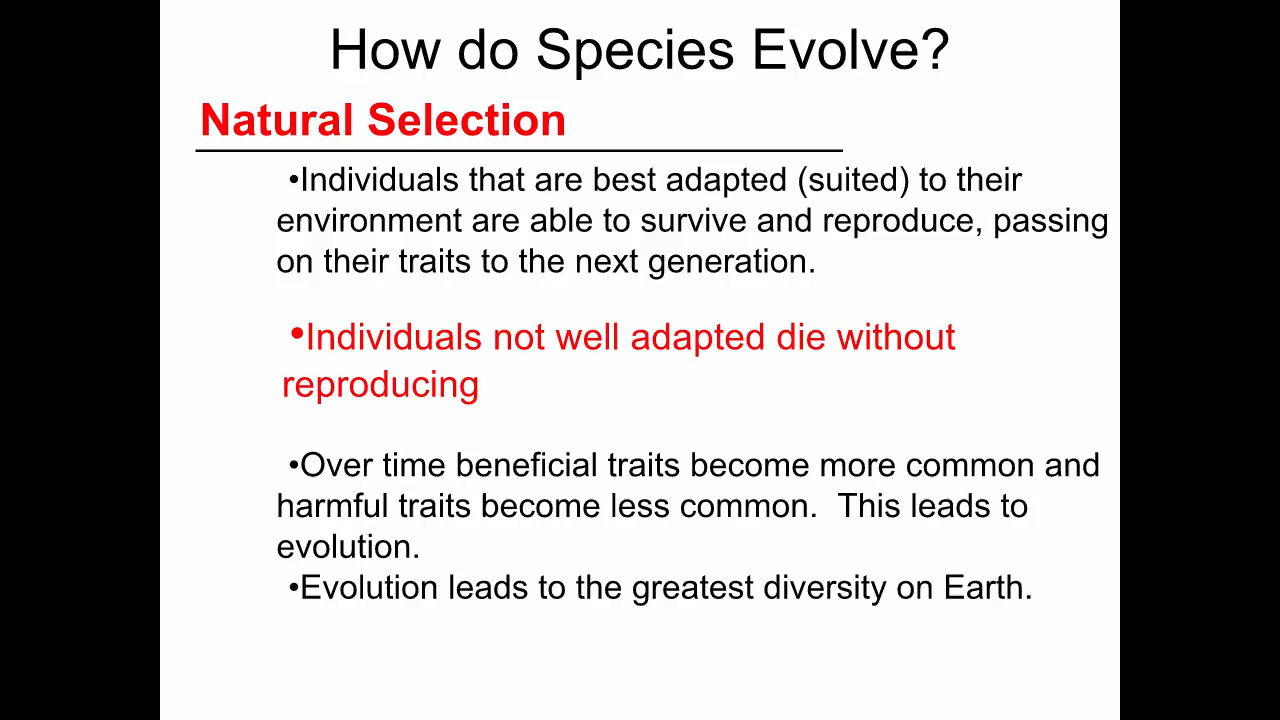 How do Species Evolve?
Natural Selection
•Individuals that are best adapted (suited) to their
environment are able to survive and reproduce, passing
on their traits to the next generation.
•Individuals not well adapted die without
reproducing
•Over time beneficial traits become more common and
harmful traits become less common.  This leads to
evolution.
•Evolution leads to the greatest diversity on Earth.